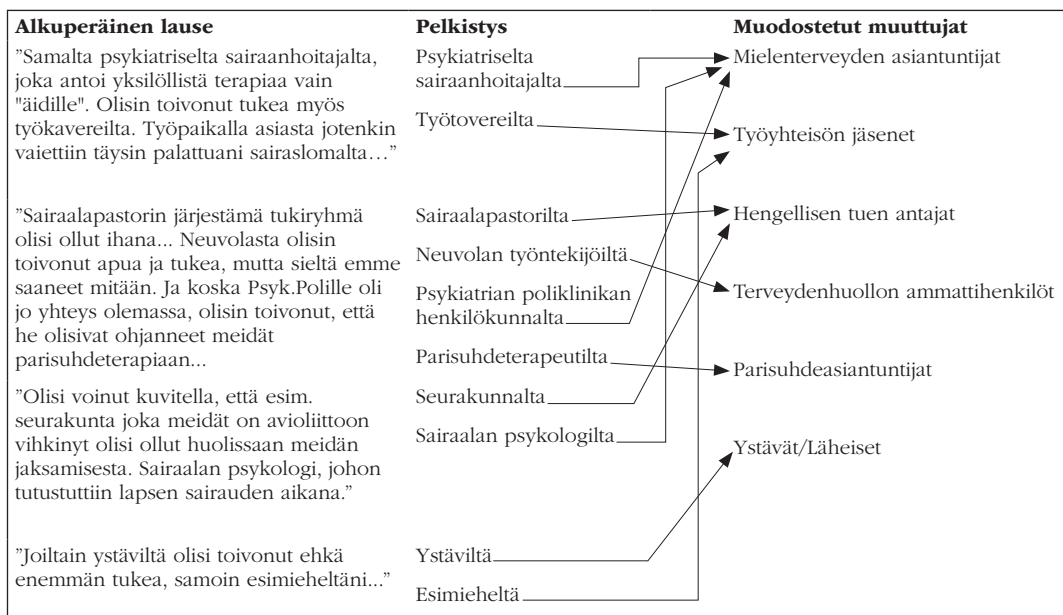 Alkuperäinen lause
”Samalta psykiatriselta sairaanhoitajalta,
joka antoi yksilöllistä terapiaa vain
"äidille". Olisin toivonut tukea myös
työkavereilta. Työpaikalla asiasta jotenkin
vaiettiin täysin palattuani sairaslomalta…”
”Sairaalapastorin järjestämä tukiryhmä
olisi ollut ihana... Neuvolasta olisin
toivonut apua ja tukea, mutta sieltä emme
saaneet mitään. Ja koska Psyk.Polille oli
jo yhteys olemassa, olisin toivonut, että
he olisivat ohjanneet meidät
parisuhdeterapiaan...
”Olisi voinut kuvitella, että esim.
seurakunta joka meidät on avioliittoon
vihkinyt olisi ollut huolissaan meidän
jaksamisesta. Sairaalan psykologi, johon
tutustuttiin lapsen sairauden aikana.”
”Joiltain ystäviltä olisi toivonut ehkä
enemmän tukea, samoin esimieheltäni...”
Pelkistys
Psykiatriselta
sairaanhoitajalta
Työtovereilta
Sairaalapastorilta
Neuvolan työntekijöiltä
Psykiatrian poliklinikan
henkilökunnalta
Parisuhdeterapeutilta
Seurakunnalta
Sairaalan psykologilta
Ystäviltä
Esimieheltä
Muodostetut muuttujat
Mielenterveyden asiantuntijat
Työyhteisön jäsenet
Hengellisen tuen antajat
Terveydenhuollon ammattihenkilöt
Parisuhdeasiantuntijat
Ystävät/Läheiset